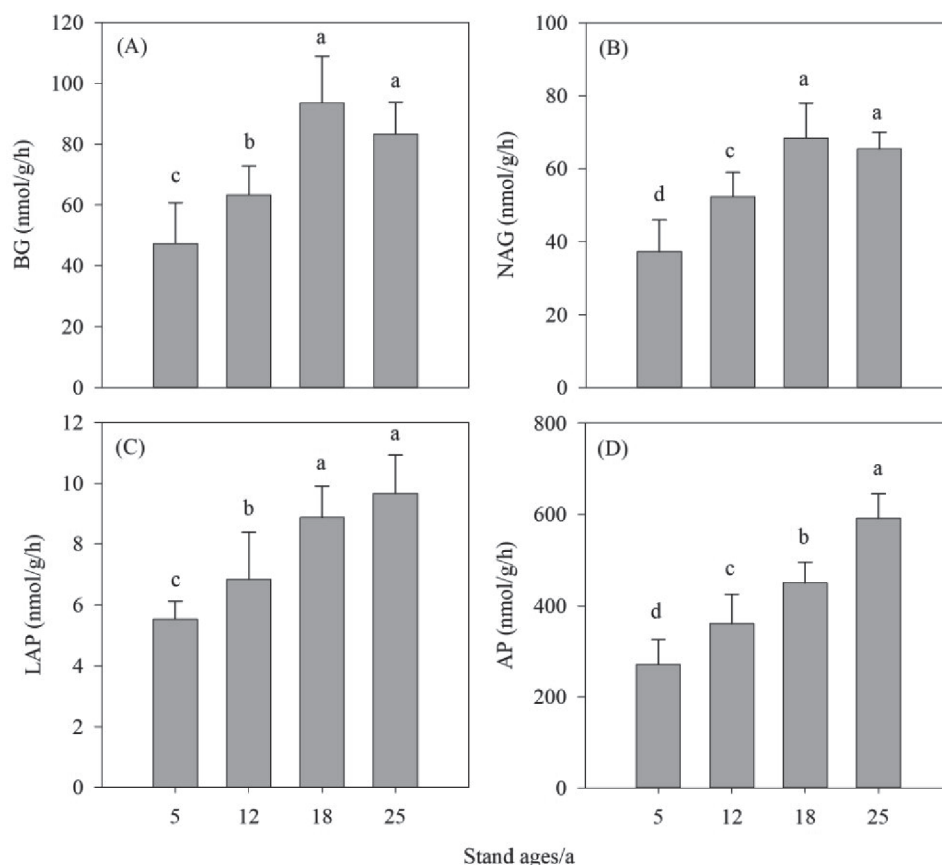 (A)
BG (nmol/g/h)
120
100
80
60
40
20
0
c
b
a
a
(B)
NAG (nmol/g/h)
100
80
60
40
20
0
d
c
a
a
(C)
LAP (nmol/g/h)
12
10
8
6
4
2
0
c
b
a
a
5 12 18 25
(D)
AP (nmol/g/h)
800
600
400
200
0
d
c
b
a
5 12 18 25
Stand ages/a